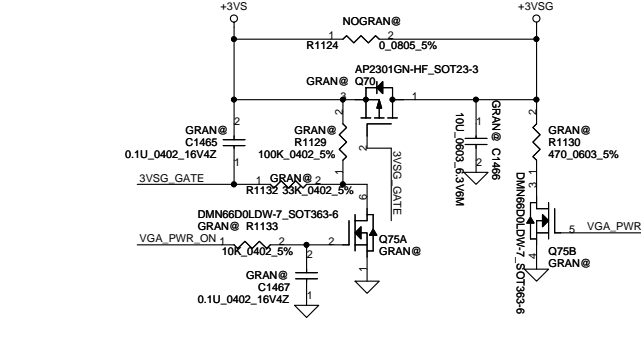 +3VS
+3VSG
NOGRAN@
1
2
R1124
0_0805_5%
AP2301GN-HF_SOT23-3
GRAN@
Q70
3
1
2
GRAN@
C1465
0.1U_0402_16V4Z
2
1
GRAN@
R1129
100K_0402_5%
2
1
3VSG_GATE
10U_0603_6.3V6M
GRAN@ C1466
1
2
2
GRAN@
R1130
470_0603_5%
1
3VSG_GATE
1
GRAN@
2
R1132 33K_0402_5%
DMN66D0LDW-7_SOT363-6
GRAN@ R1133
VGA_PWR_ON
1
2
10K_0402_5%
2
6
1
Q75A
GRAN@
GRAN@
C1467
0.1U_0402_16V4Z
2
1
DMN66D0LDW-7_SOT363-6
3
5
VGA_PWR
4
Q75B
GRAN@